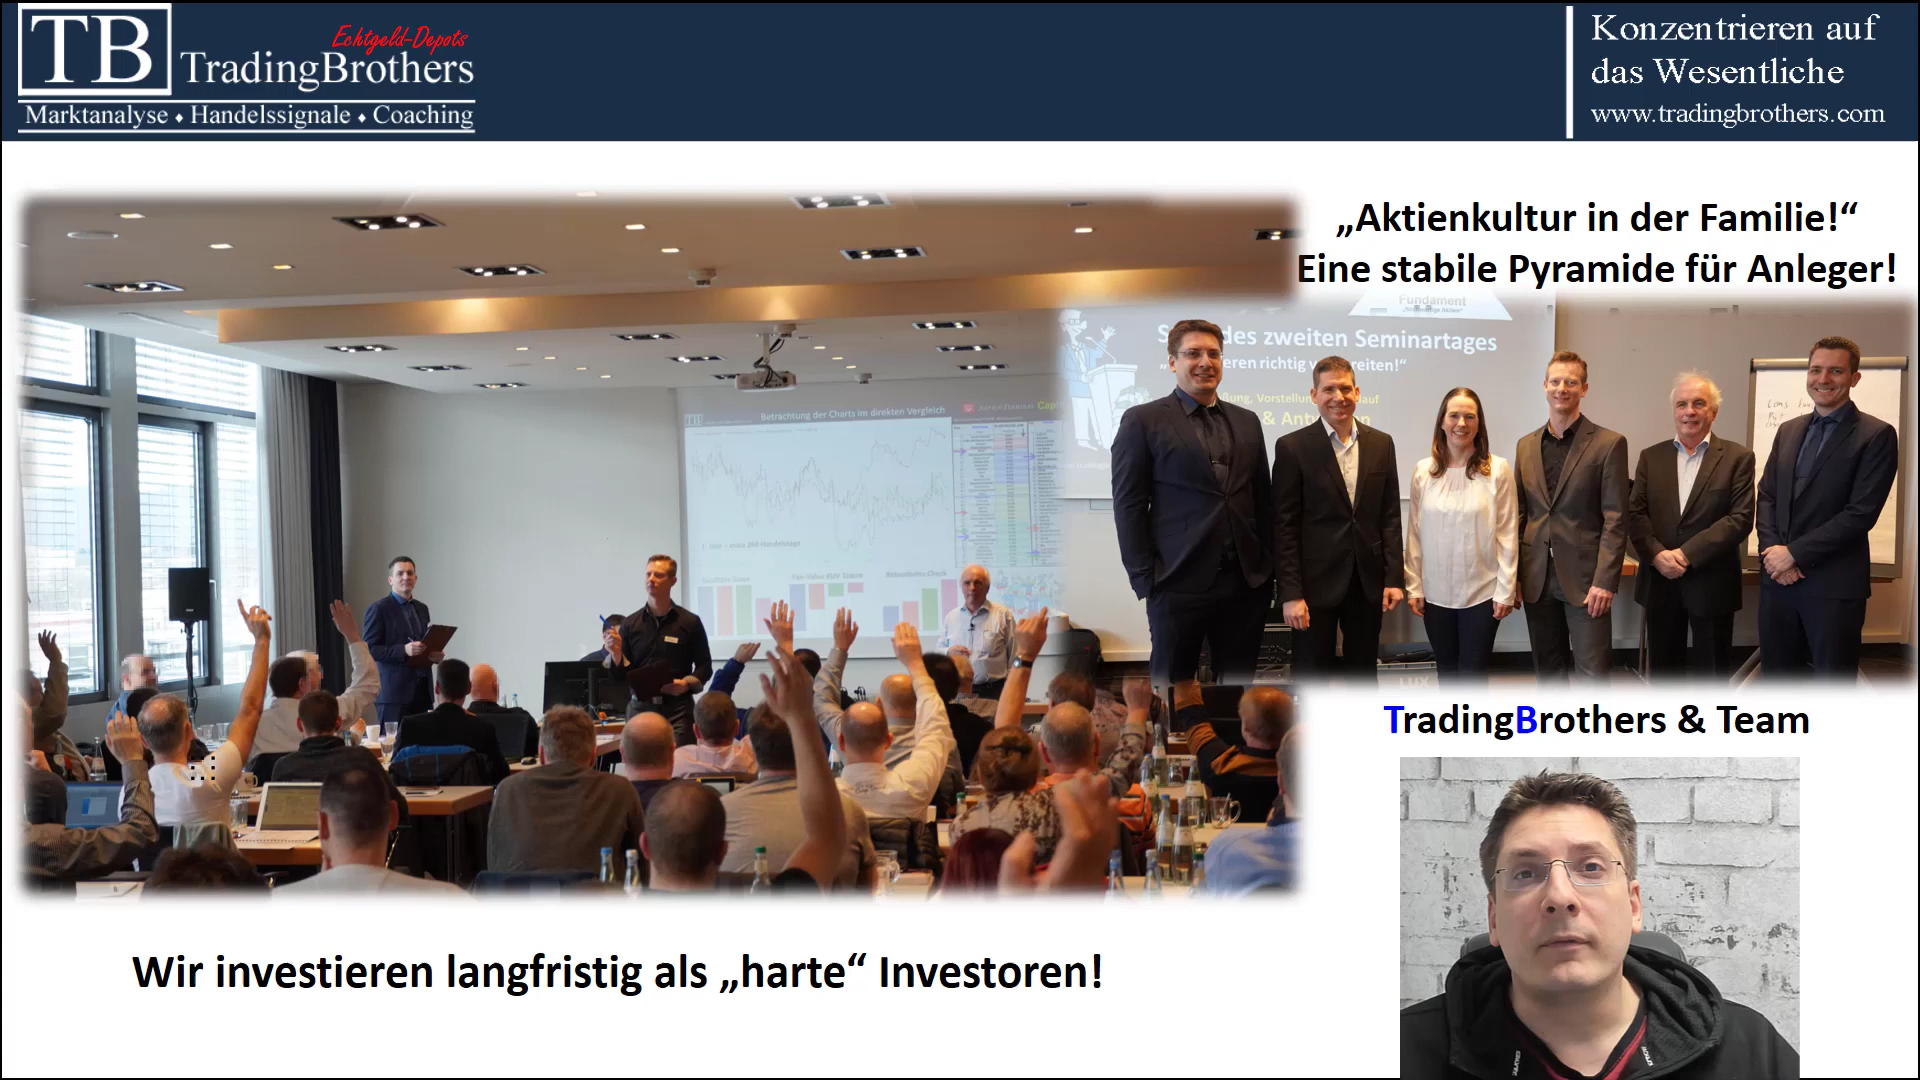 TB
Echtgeld-Depots
TradingBrothers
Marktanalyse ⬧ Handelssignale ⬧ Coaching
Konzentrieren auf
das Wesentliche
www.tradingbrothers.com
„Aktienkultur in der Familie!“
Eine stabile Pyramide für Anleger!
Fundament
des zweiten Seminartages
Betrachtung der Charts im direkten Vergleich
TradingBrothers & Team
Wir investieren langfristig als „harte“ Investoren!